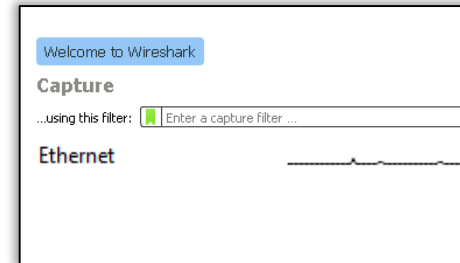 Welcome to Wireshark
Capture
...using this filter: Enter a capture filter ...
Ethernet